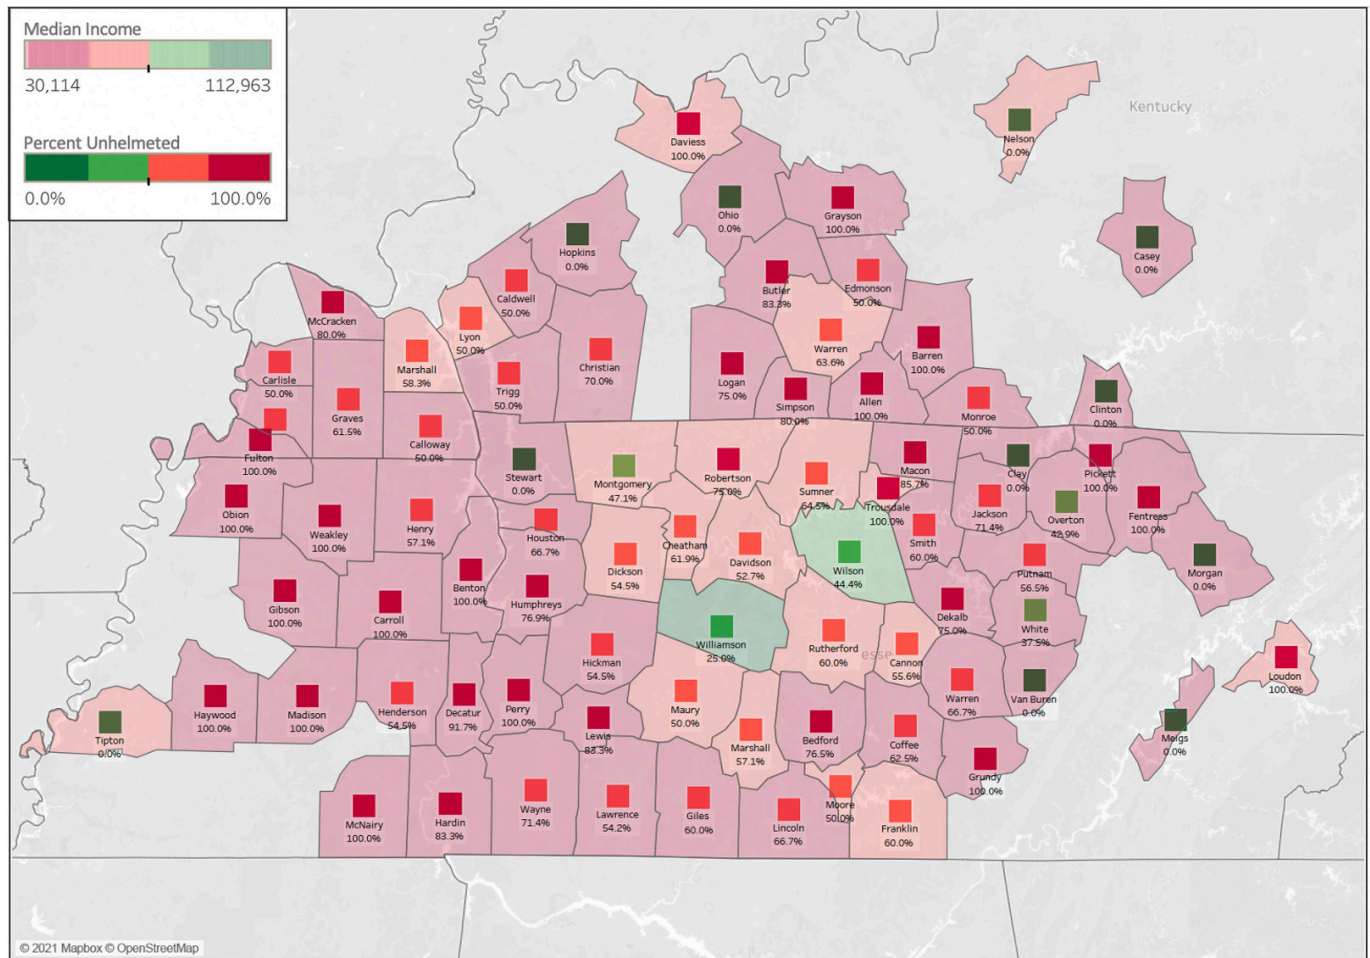 Median Income
30,114 112,963
Percent Unhelmeted
0.0% 100.0%
Kentucky
Nelson
0.0%
Daviess
100.0%
Ohio
0.0%
Grayson
100.0%
Casey
0.0%
Hopkins
0.0%
Butler
83.3%
Edmonson
50.0%
Caldwell
50.0%
McCracken
80.0%
Lyon
50.0%
Warren
63.6%
Barren
100.0%
Marshall
58.3%
Christian
70.0%
Carlisle
50.0%
Trigg
50.0%
Logan
75.0%
Simpson
80.0%
Allen
100.0%
Monroe
50.0%
Clinton
0.0%
Graves
61.5%
Calloway
50.0%
Fulton
100.0%
Stewart
0.0%
Montgomery
47.1%
Robertson
75.0%
Sumner
64.5%
Macon
85.7%
Clay
0.0%
Pickett
100.0%
Trousdale
100.0%
Jackson
71.4%
Overton
42.9%
Fentress
100.0%
Obion
100.0%
Weakley
100.0%
Henry
57.1%
Houston
66.7%
Cheatham
61.9%
Davidson
52.7%
Smith
60.0%
Dickson
54.5%
Wilson
44.4%
Putnam
56.5%
Morgan
0.0%
Gibson
100.0%
Carroll
100.0%
Benton
100.0%
Humphreys
76.9%
Dekalb
75.0%
White
37.5%
Williamson
25.0%
Rutherford
60.0%
esse
Cannon
55.6%
Hickman
54.5%
Loudon
100.0%
Warren
66.7%
Van Buren
0.0%
Haywood
100.0%
Madison
100.0%
Henderson
54.5%
Decatur
91.7%
Perry
100.0%
Maury
50.0%
Tipton
0.0%
Lewis
83.3%
Marshall
57.1%
Bedford
76.5%
Coffee
62.5%
Meigs
0.0%
Grundy
100.0%
McNairy
100.0%
Hardin
83.3%
Wayne
71.4%
Lawrence
54.2%
Giles
60.0%
Lincoln
66.7%
Moore
50.0%
Franklin
60.0%
© 2021 Mapbox © OpenStreetMap